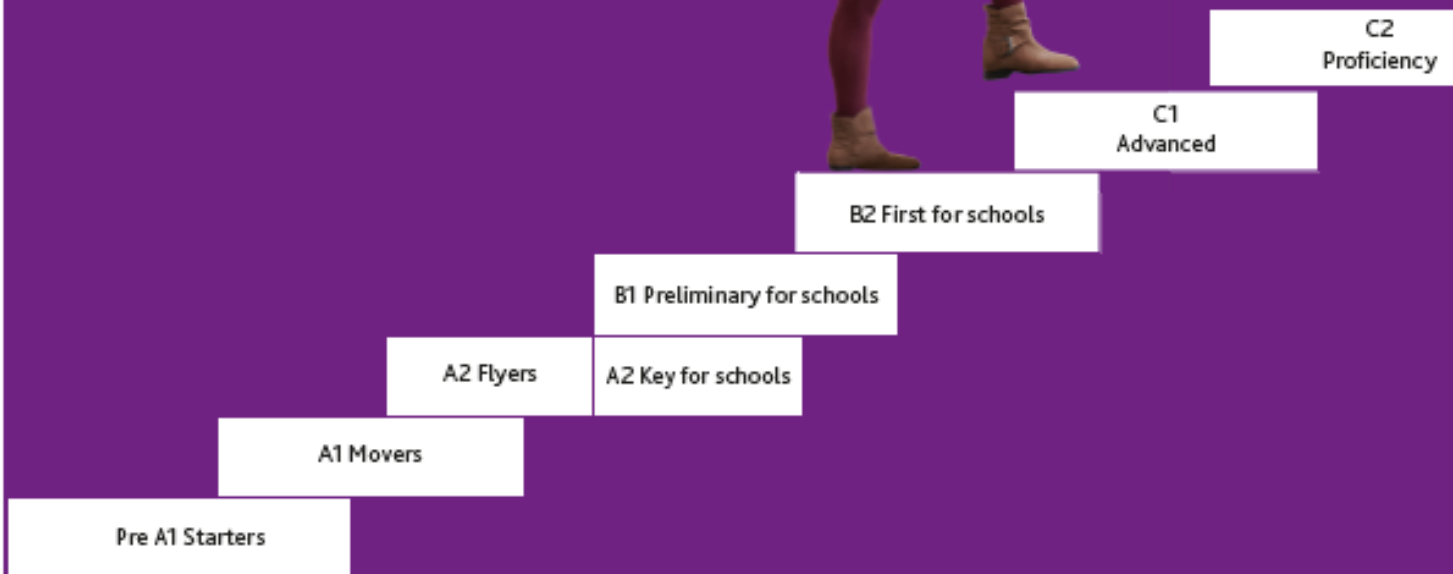 C2
Proficiency
C1
Advanced
B2 First for schools
B1 Preliminary for schools
A2 Flyers
A2 Key for schools
A1 Movers
Pre A1 Starters